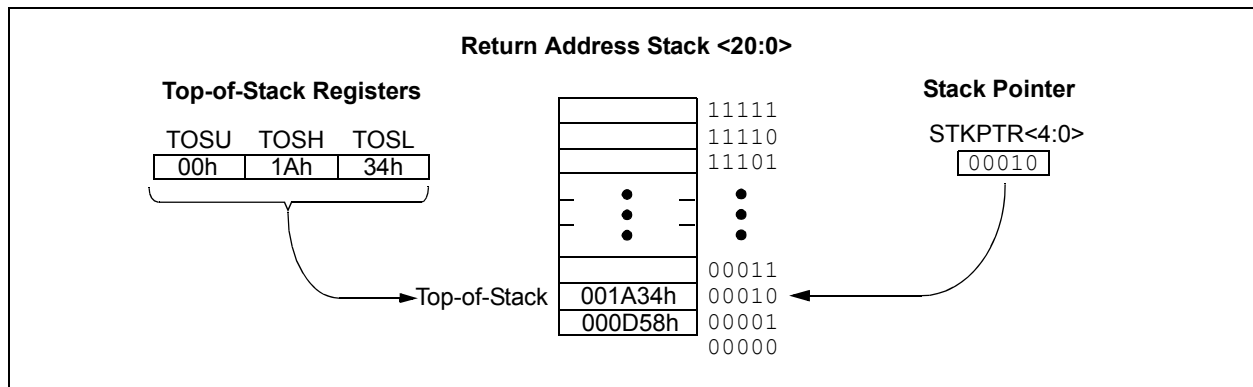 Return Address Stack <20:0>
Top-of-Stack Registers
Stack Pointer
TOSU TOSH TOSL
STKPTR<4:0>
00h 1Ah 34h
00010
11111
11110
11101
00011
Top-of-Stack 001A34h 00010
000D58h 00001
00000